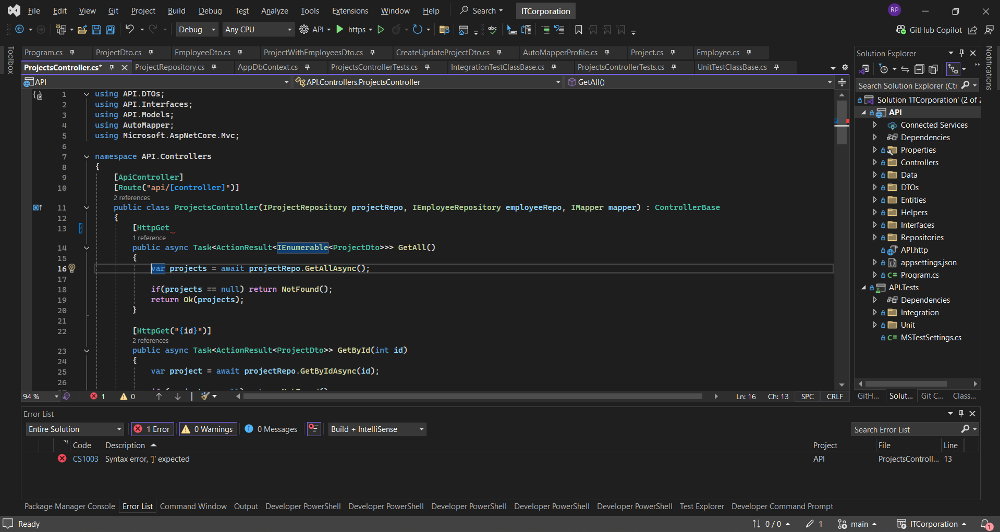 File Edit View Git Project Build Debug Test Analyze Tools Extensions Window Help Search ITCorporation RP
Debug Any CPU API https GitHub Copilot
Toolbox
Program.cs ProjectDto.cs EmployeeDto.cs ProjectWithEmployeesDto.cs CreateUpdateProjectDto.cs AutoMapperProfile.cs Project.cs Employee.cs
ProjectsController.cs* ProjectRepository.cs AppDbContext.cs ProjectsControllerTests.cs IntegrationTestClassBase.cs ProjectsControllerTests.cs UnitTestClassBase.cs
API API.Controllers.ProjectsController GetAll()
1 using API.DTOs;
2 using API.Interfaces;
3 using API.Models;
4 using AutoMapper;
5 using Microsoft.AspNetCore.Mvc;
6
7 namespace API.Controllers
8 {
9 [ApiController]
10 [Route("api/[controller]")]
2 references
11 public class ProjectsController(IProjectRepository projectRepo, IEmployeeRepository employeeRepo, IMapper mapper) : ControllerBase
12 {
13 [HttpGet
1 reference
14 public async Task<ActionResult<IEnumerable<ProjectDto>>> GetAll()
15 {
16 var projects = await projectRepo.GetAllAsync();
17
18 if(projects == null) return NotFound();
19 return Ok(projects);
20 }
21
22 [HttpGet("{id}")]
2 references
23 public async Task<ActionResult<ProjectDto>> GetById(int id)
24 {
25 var project = await projectRepo.GetByIdAsync(id);
26
94 % 1 0 Ln: 16 Ch: 13 SPC CRLF
Solution Explorer
Search Solution Explorer (Ctr
Solution 'ITCorporation' (2 of 2
API
Connected Services
Dependencies
Properties
Controllers
Data
DTOs
Entities
Helpers
Interfaces
Repositories
API.http
appsettings.json
C# Program.cs
API.Tests
Dependencies
Integration
Unit
C# MSTestSettings.cs
GitH... Solut... Git C... Class...
Notifications
Error List
Entire Solution 1 Error 0 Warnings 0 Messages Build + IntelliSense Search Error List
Code Description Project File Line
CS1003 Syntax error, ']' expected API ProjectsControll... 13
Package Manager Console Error List Command Window Output Developer PowerShell Developer PowerShell Developer PowerShell Developer PowerShell Developer PowerShell Test Explorer Developer Command Prompt
Ready 0 / 0 1 main ITCorporation 1